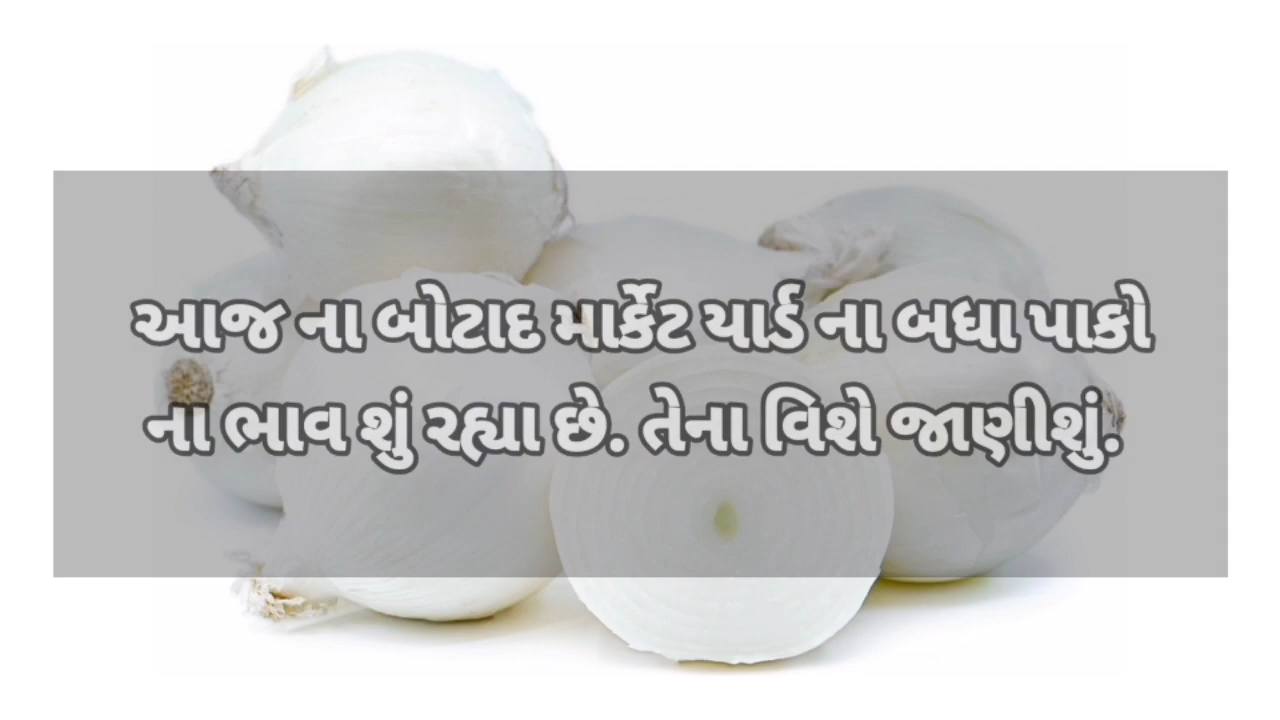 આજ ના બોટાદ માર્કેટ યાર્ડ ના બધા પાકો
ના ભાવ શું રહ્યા છે. તેના વિશે જાણીશું.